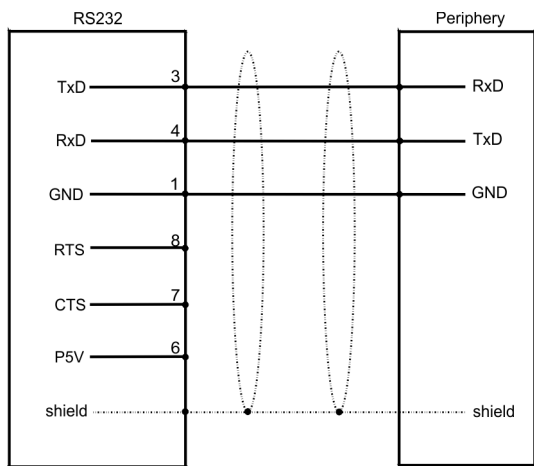 RS232 Periphery
TxD 3 RxD
RxD 4 TxD
GND 1 GND
RTS 8
CTS 7
P5V 6
shield shield